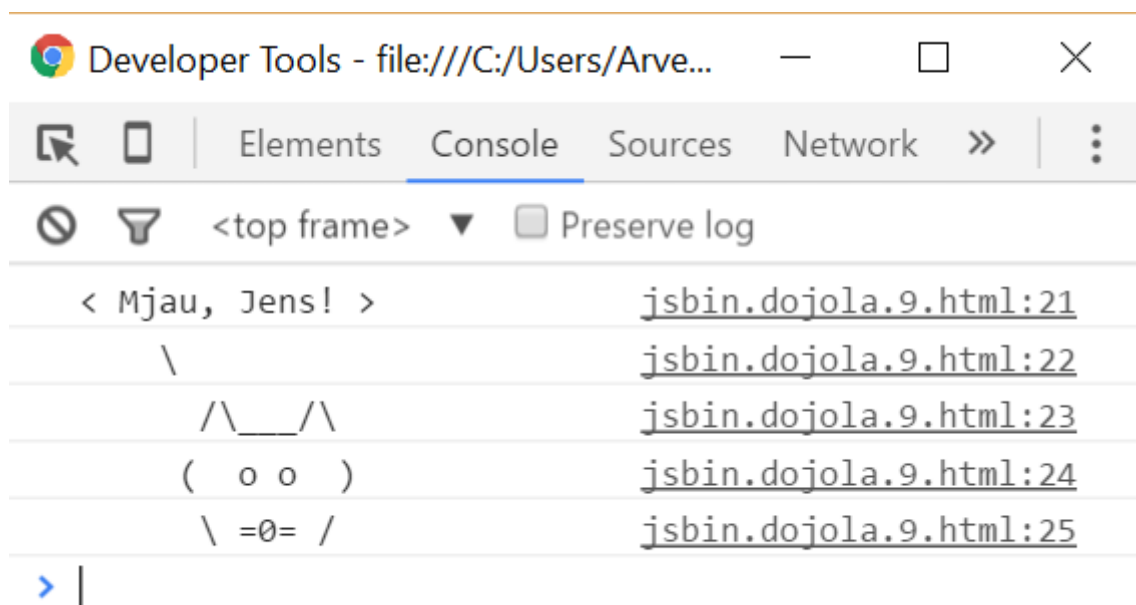 Developer Tools - file:///C:/Users/Arve...
Elements Console Sources Network »
<top frame> ▼ Preserve log
< Mjau, Jens! > jsbin.dojola.9.html:21
\ jsbin.dojola.9.html:22
/\___/\ jsbin.dojola.9.html:23
( o o ) jsbin.dojola.9.html:24
\ =0= / jsbin.dojola.9.html:25
>